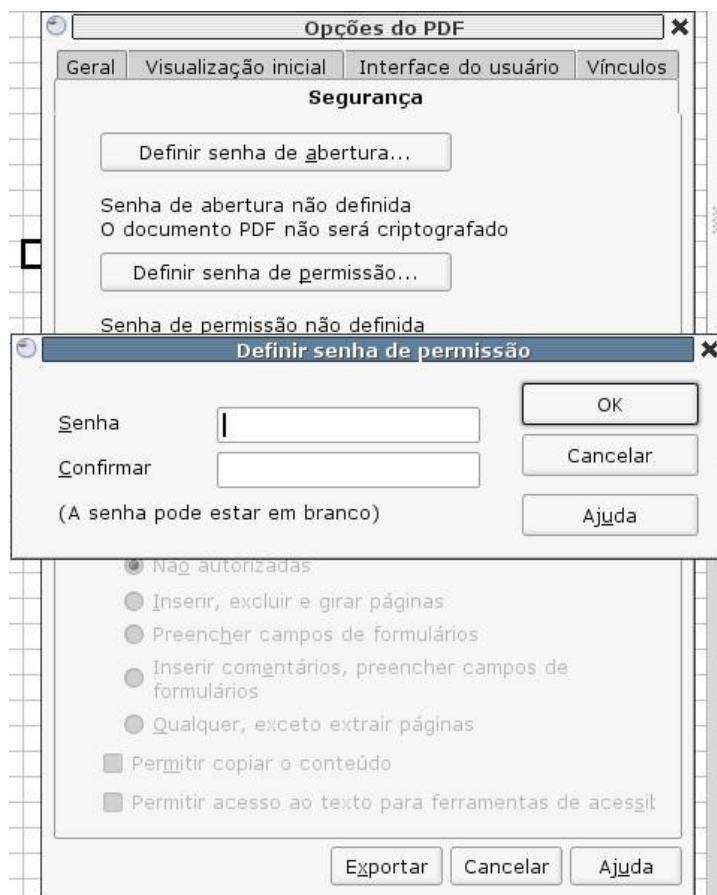 Opções do PDF
Geral Visualização inicial Interface do usuário Vínculos
Segurança
Definir senha de abertura...
Senha de abertura não definida
O documento PDF não será criptografado
Definir senha de permissão...
Senha de permissão não definida
Definir senha de permissão
Senha
OK
Confirmar
Cancelar
(A senha pode estar em branco)
Ajuda
Não autorizadas
Inserir, excluir e girar páginas
Preencher campos de formulários
Inserir comentários, preencher campos de
formulários
Qualquer, exceto extrair páginas
Permitir copiar o conteúdo
Permitir acesso ao texto para ferramentas de acessit
Exportar Cancelar Ajuda